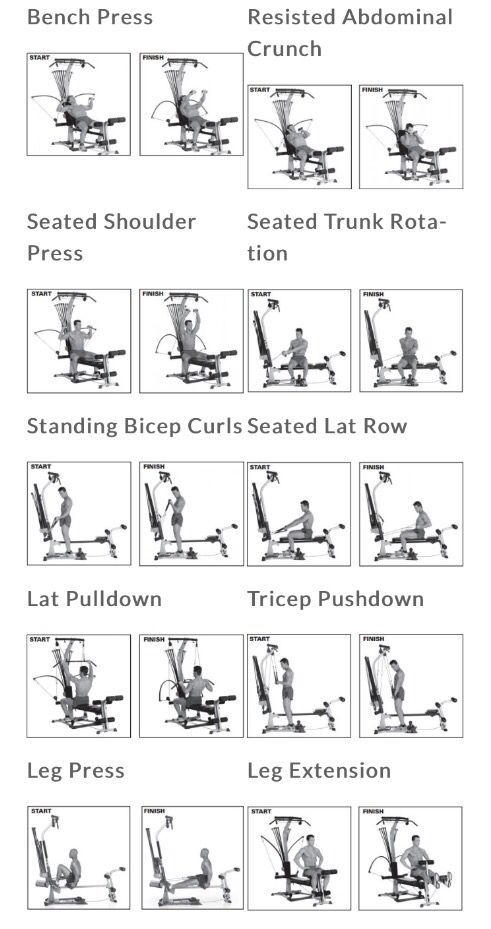 Bench Press
Resisted Abdominal
Crunch
START
FINISH
START
FINISH
Seated Shoulder
Press
Seated Trunk Rota-
tion
START
FINISH
START
FINISH
Standing Bicep Curls
Seated Lat Row
START
FINISH
START
FINISH
Lat Pulldown
Tricep Pushdown
START
FINISH
START
FINISH
Leg Press
Leg Extension
START
FINISH
START
FINISH